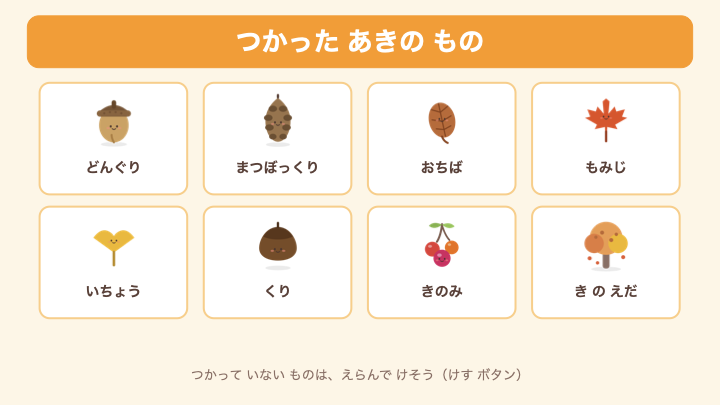 つかった あきの もの
どんぐり
まつぼっくり
おちば
もみじ
いちょう
くり
きのみ
き の えだ
つかって いない ものは、えらんで けそう（けす ボタン）